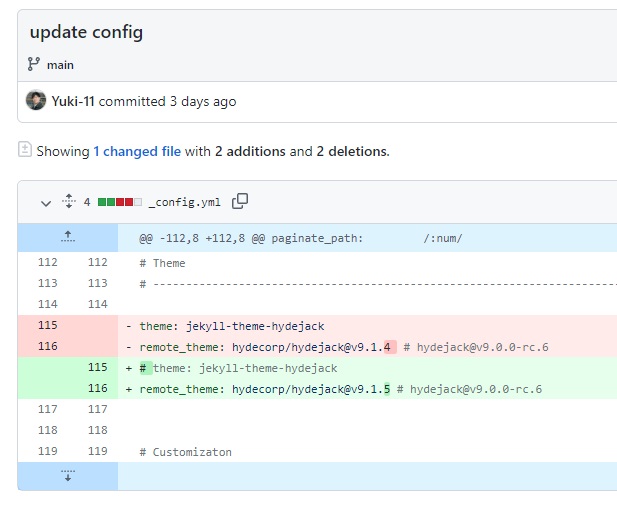 update config
main
Yuki-11 committed 3 days ago
Showing 1 changed file with 2 additions and 2 deletions.
4 _config.yml
@@ -112,8 +112,8 @@ paginate_path: /:num/
112 112 # Theme
113 113 # -----------------------------------------------------------------------
114 114
115 - theme: jekyll-theme-hydejack
116 - remote_theme: hydecorp/hydejack@v9.1.4 # hydejack@v9.0.0-rc.6
115 + # theme: jekyll-theme-hydejack
116 + remote_theme: hydecorp/hydejack@v9.1.5 # hydejack@v9.0.0-rc.6
117 117
118 118
119 119 # Customizaton